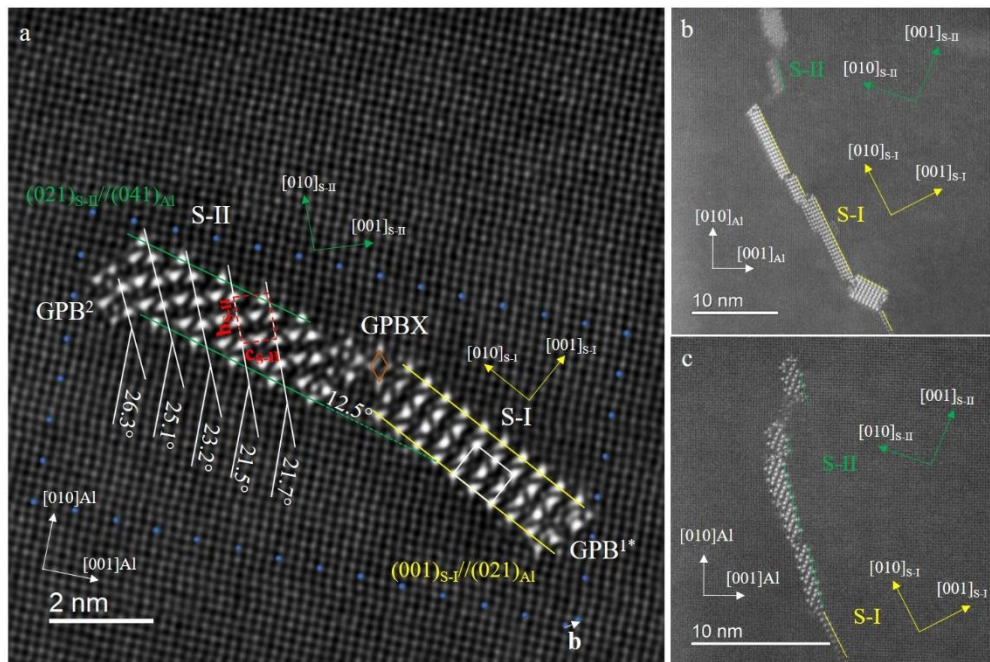 a
(021)S-II//(041)Al
S-II
[010]S-II
[001]S-II
GPB²
bS-II
cS-II
GPBX
[010]S-I
[001]S-I
S-I
12.5°
26.3°
25.1°
23.2°
21.5°
21.7°
[010]Al
[001]Al
(001)S-I//(021)Al
GPB¹*
2 nm
b
b
[001]S-II
S-II
[010]S-II
[010]S-I
[001]S-I
S-I
[010]Al
[001]Al
10 nm
c
[001]S-II
[010]S-II
S-II
[010]Al
[001]Al
[010]S-I
[001]S-I
S-I
10 nm